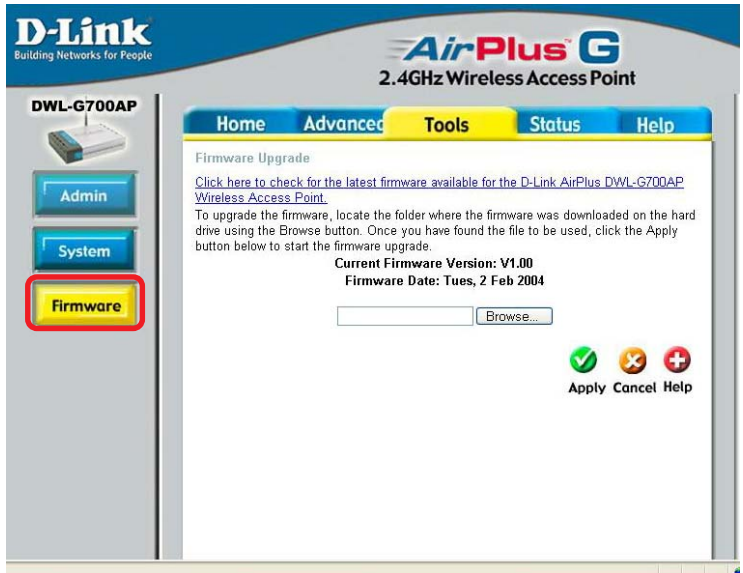 D-Link
Building Networks for People
AirPlus G
2.4GHz Wireless Access Point
DWL-G700AP
Home Advanced Tools Status Help
Admin
System
Firmware
Firmware Upgrade
Click here to check for the latest firmware available for the D-Link AirPlus DWL-G700AP
Wireless Access Point.
To upgrade the firmware, locate the folder where the firmware was downloaded on the hard
drive using the Browse button. Once you have found the file to be used, click the Apply
button below to start the firmware upgrade.
Current Firmware Version: V1.00
Firmware Date: Tues, 2 Feb 2004
Browse...
Apply Cancel Help